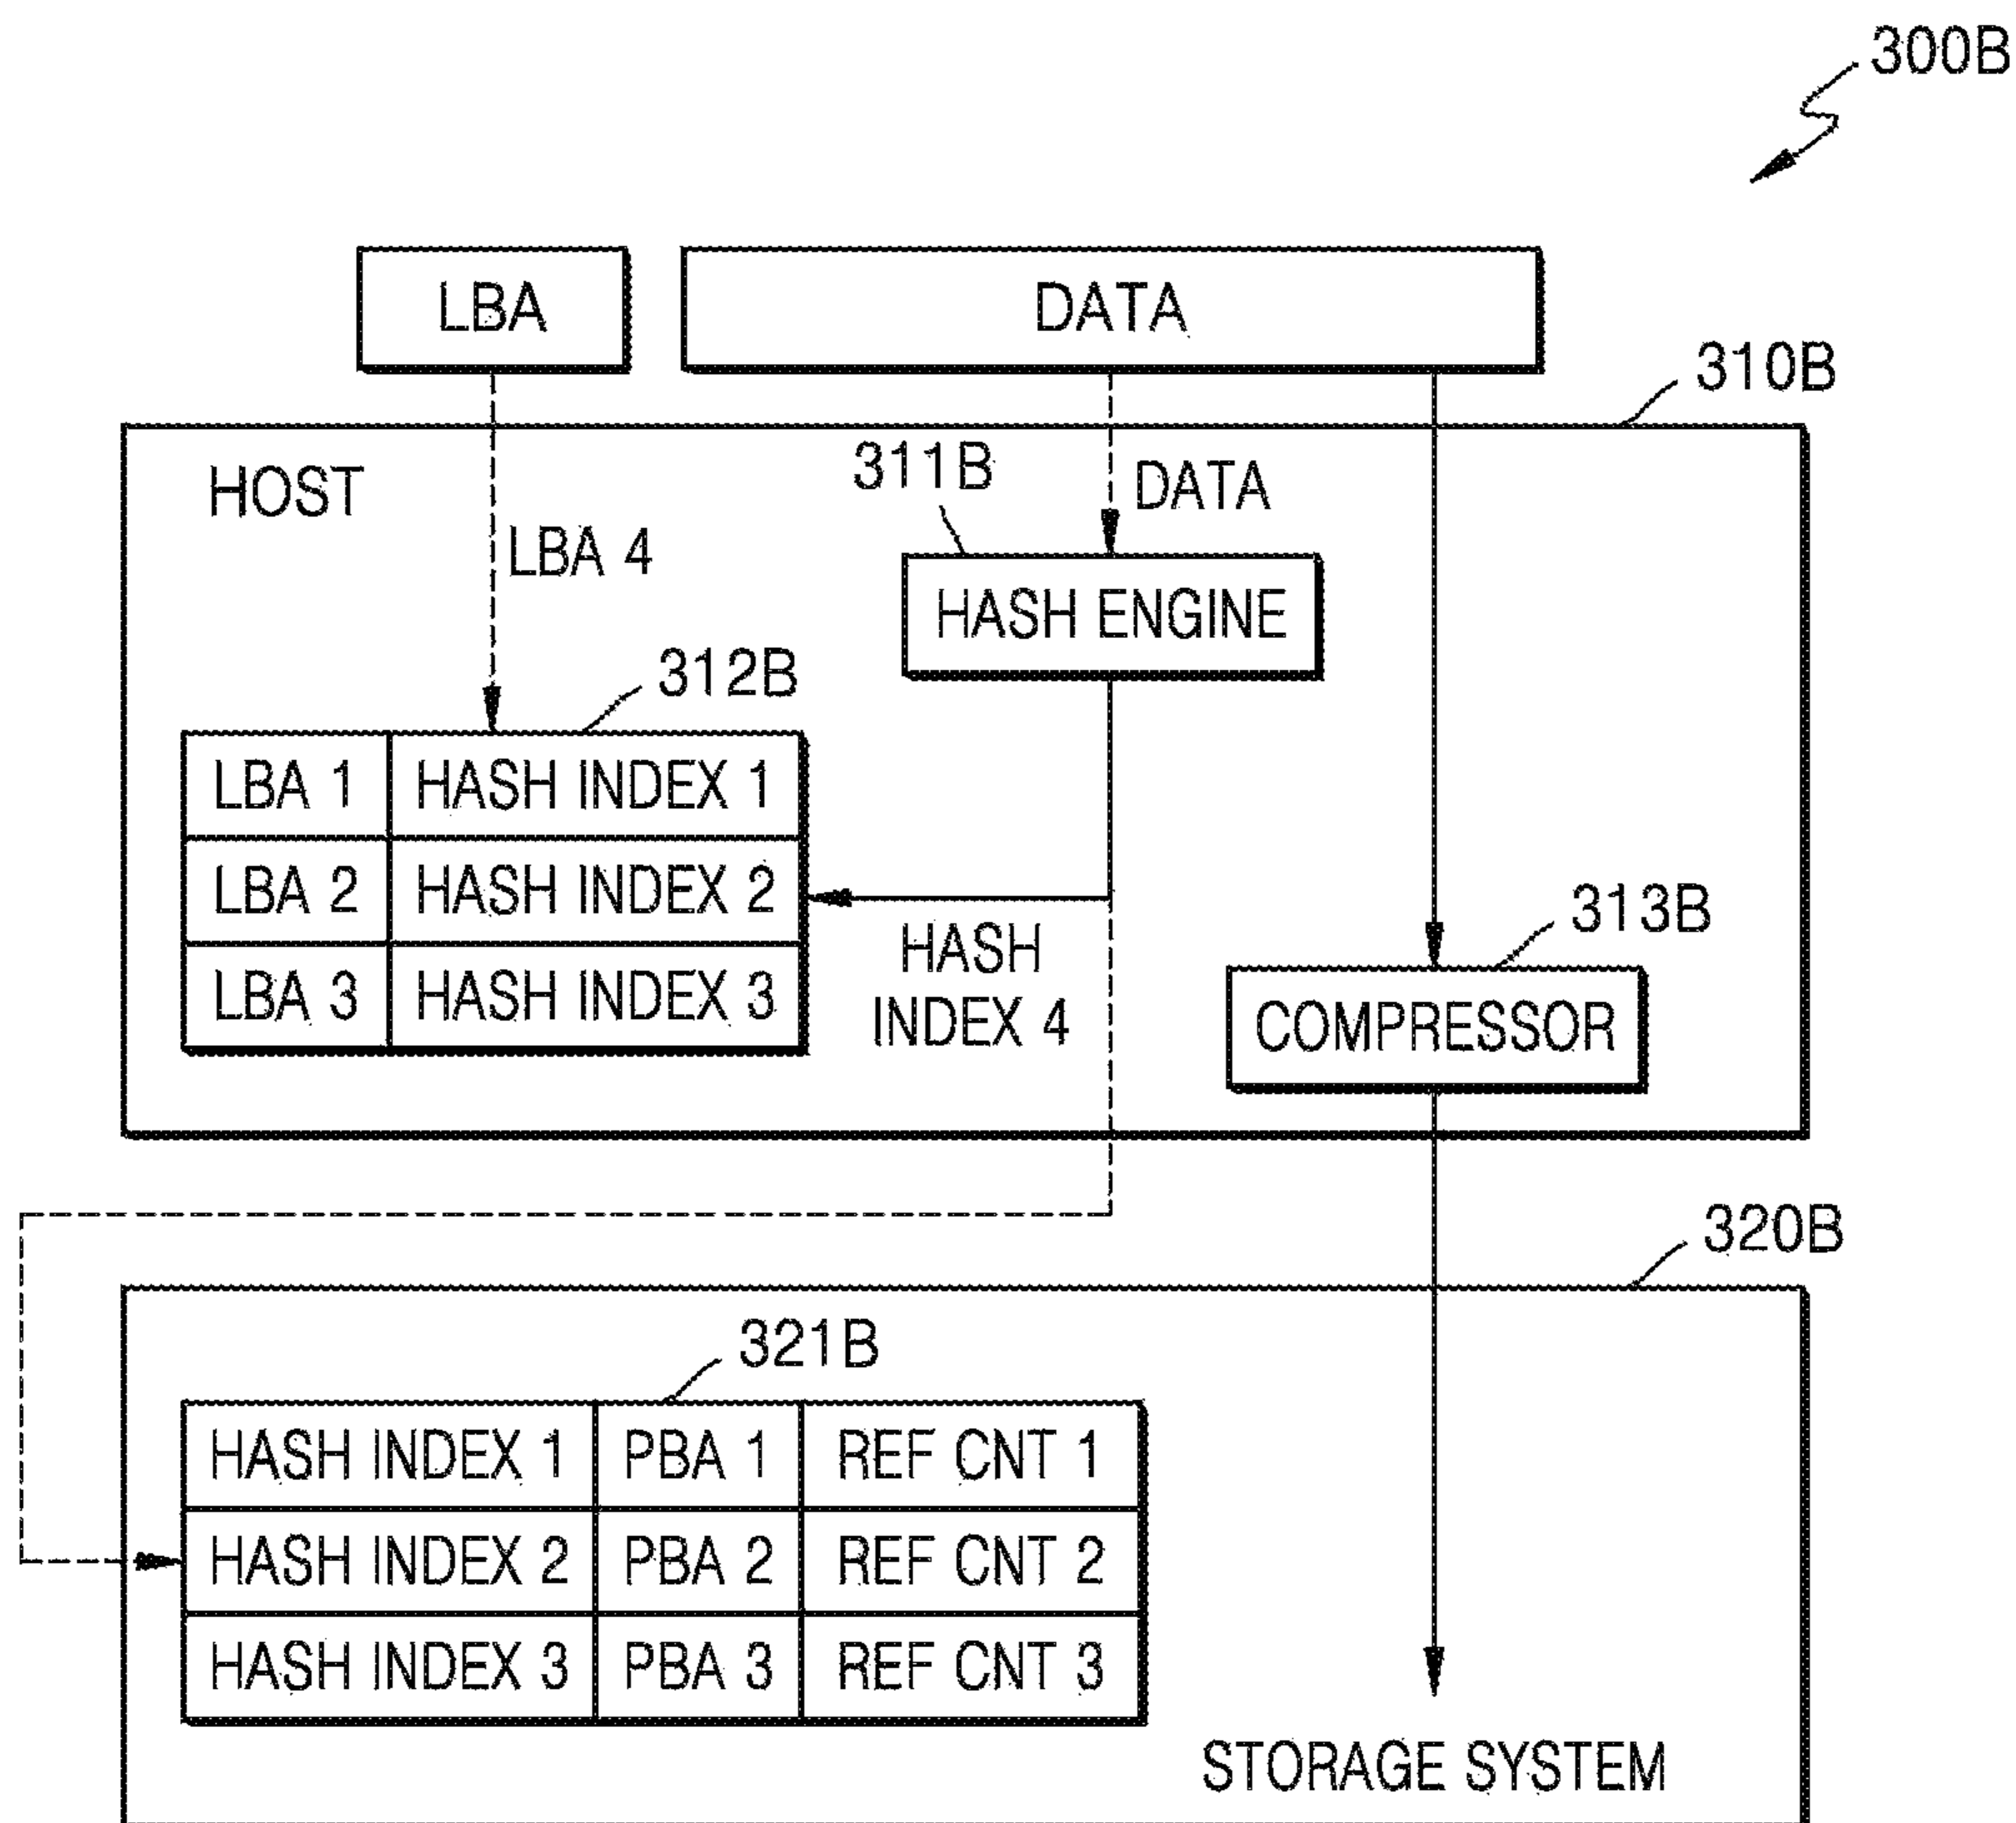 300B
LBA DATA
310B
HOST 311B DATA
LBA 4
HASH ENGINE
312B
LBA 1 HASH INDEX 1
LBA 2 HASH INDEX 2
LBA 3 HASH INDEX 3
HASH
INDEX 4
313B
COMPRESSOR
320B
321B
HASH INDEX 1 PBA 1 REF CNT 1
HASH INDEX 2 PBA 2 REF CNT 2
HASH INDEX 3 PBA 3 REF CNT 3
STORAGE SYSTEM